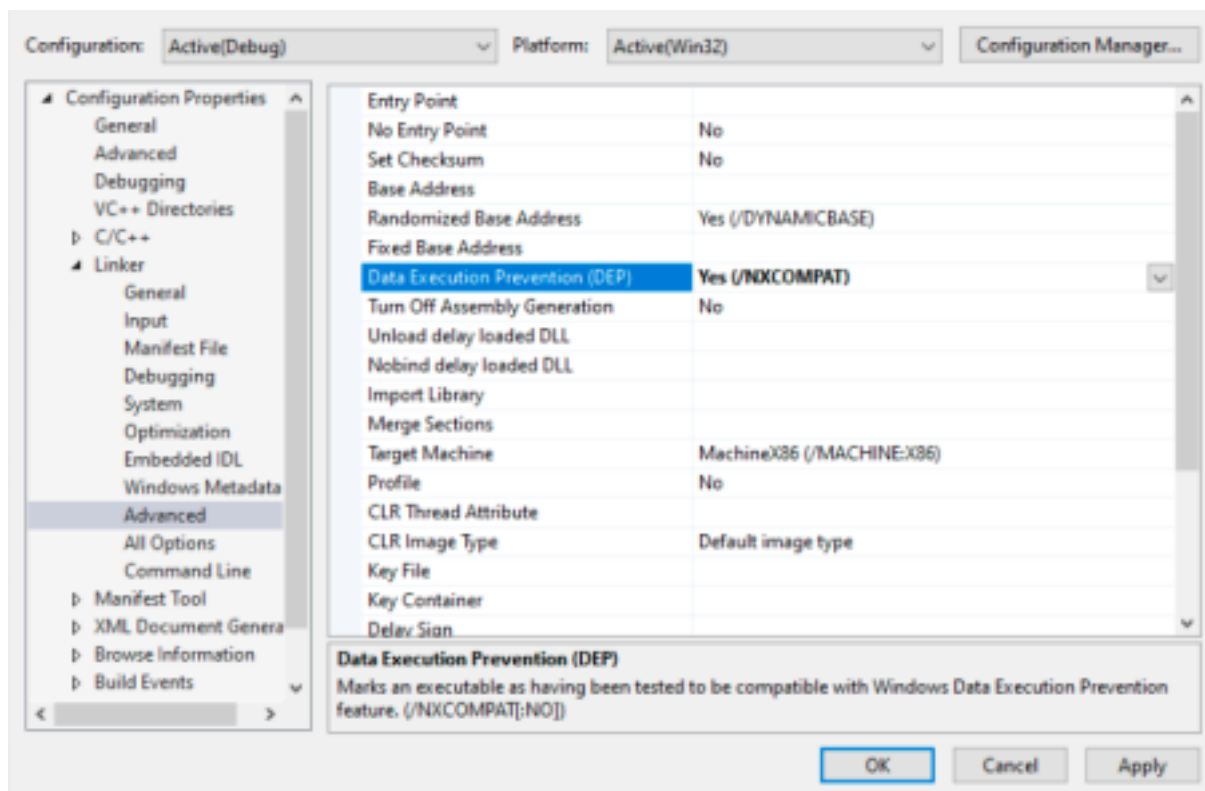 Configuration: Active(Debug) Platform: Active(Win32) Configuration Manager...
Configuration Properties
General
Advanced
Debugging
VC++ Directories
C/C++
Linker
General
Input
Manifest File
Debugging
System
Optimization
Embedded IDL
Windows Metadata
Advanced
All Options
Command Line
Manifest Tool
XML Document Genera
Browse Information
Build Events
Entry Point
No Entry Point No
Set Checksum No
Base Address
Randomized Base Address Yes (/DYNAMICBASE)
Fixed Base Address
Data Execution Prevention (DEP) Yes (/NXCOMPAT)
Turn Off Assembly Generation No
Unload delay loaded DLL
Nobind delay loaded DLL
Import Library
Merge Sections
Target Machine MachineX86 (/MACHINE:X86)
Profile No
CLR Thread Attribute
CLR Image Type Default image type
Key File
Key Container
Delay Sign
Data Execution Prevention (DEP)
Marks an executable as having been tested to be compatible with Windows Data Execution Prevention
feature. (/NXCOMPAT[:NO])
OK Cancel Apply